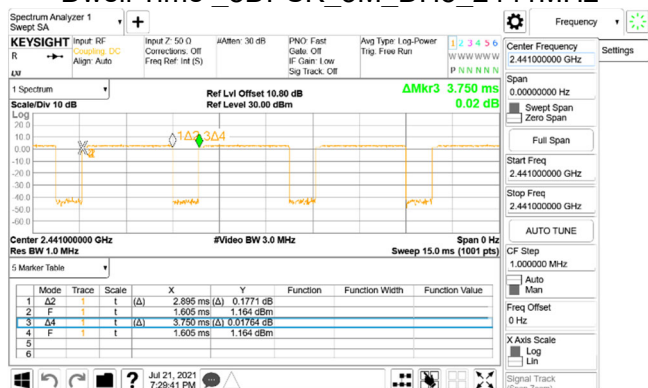 Spectrum Analyzer 1
Swept SA
+
Frequency
KEYSIGHT
R
LXI
Input: RF
Coupling: DC
Align: Auto
Input Z: 50 Ω
Corrections: Off
Freq Ref: Int (S)
#Atten: 30 dB
PNO: Fast
Gate: Off
IF Gain: Low
Sig Track: Off
Avg Type: Log-Power
Trig: Free Run
1 2 3 4 5 6
W W W W W W
P N N N N N
Center Frequency
2.441000000 GHz
Settings
Span
0.00000000 Hz
Swept Span
Zero Span
Full Span
Start Freq
2.441000000 GHz
Stop Freq
2.441000000 GHz
AUTO TUNE
CF Step
1.000000 MHz
Auto
Man
Freq Offset
0 Hz
X Axis Scale
Log
Lin
Signal Track
1 Spectrum
Scale/Div 10 dB
Ref Lvl Offset 10.80 dB
Ref Level 30.00 dBm
ΔMkr3 3.750 ms
0.02 dB
Log
20.0
10.0
0.00
-10.0
-20.0
-30.0
-40.0
-50.0
-60.0
1Δ2 3Δ4
Center 2.441000000 GHz
Res BW 1.0 MHz
#Video BW 3.0 MHz
Span 0 Hz
Sweep 15.0 ms (1001 pts)
5 Marker Table
Mode Trace Scale X Y Function Function Width Function Value
1 Δ2 1 t (Δ) 2.895 ms (Δ) 0.1771 dB
2 F 1 t 1.605 ms 1.164 dBm
3 Δ4 1 t (Δ) 3.750 ms (Δ) 0.01764 dB
4 F 1 t 1.605 ms 1.164 dBm
5
6
?
Jul 21, 2021
7:29:41 PM